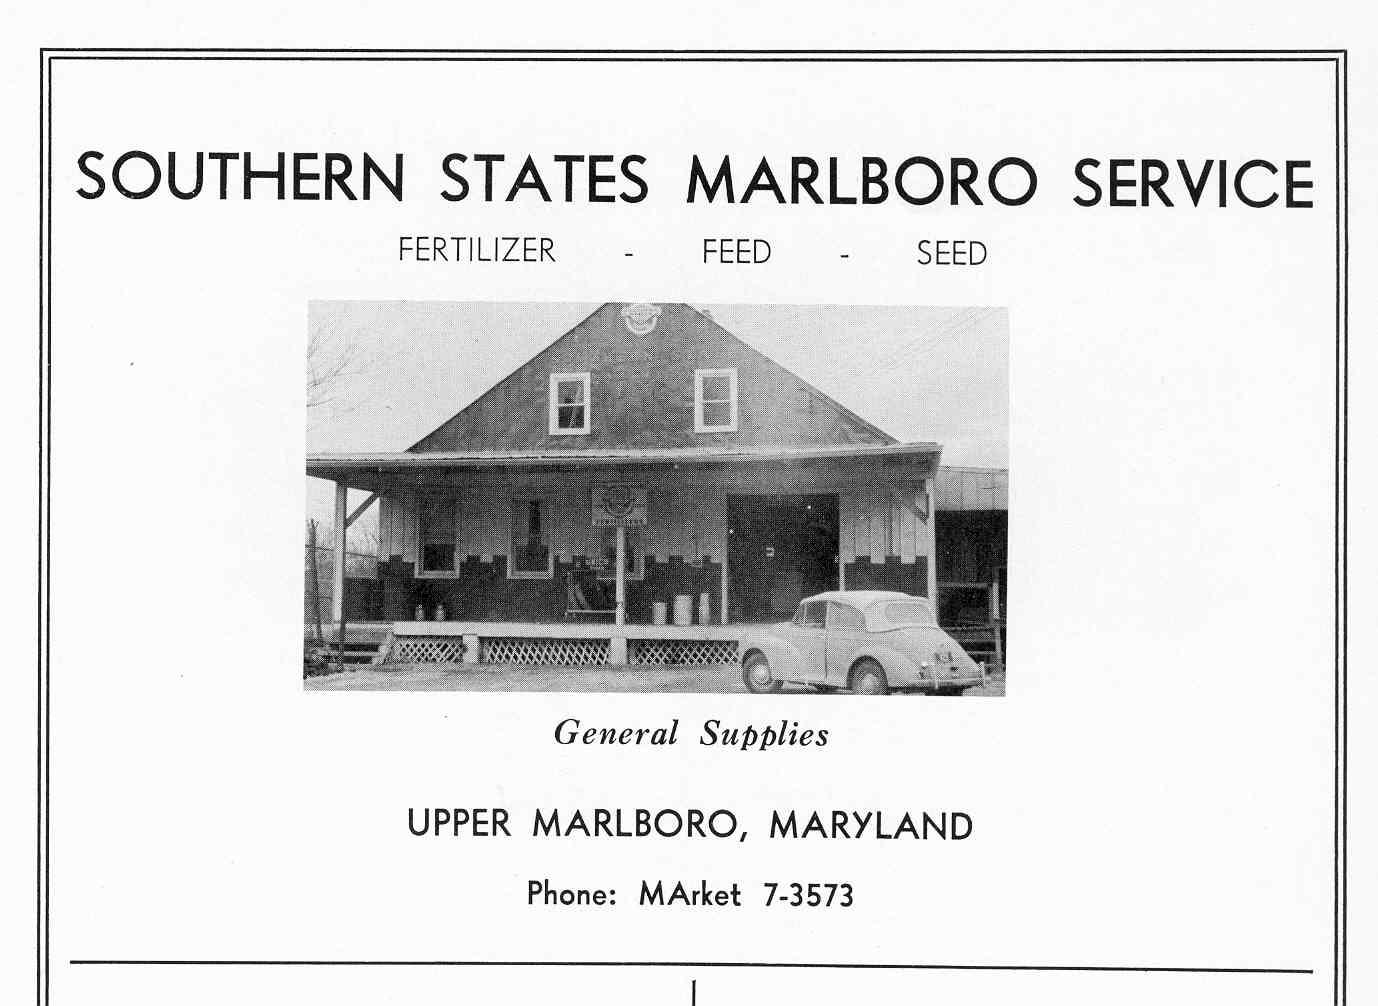 SOUTHERN STATES MARLBORO SERVICE
FERTILIZER - FEED - SEED
General Supplies
UPPER MARLBORO, MARYLAND
Phone: MArket 7-3573